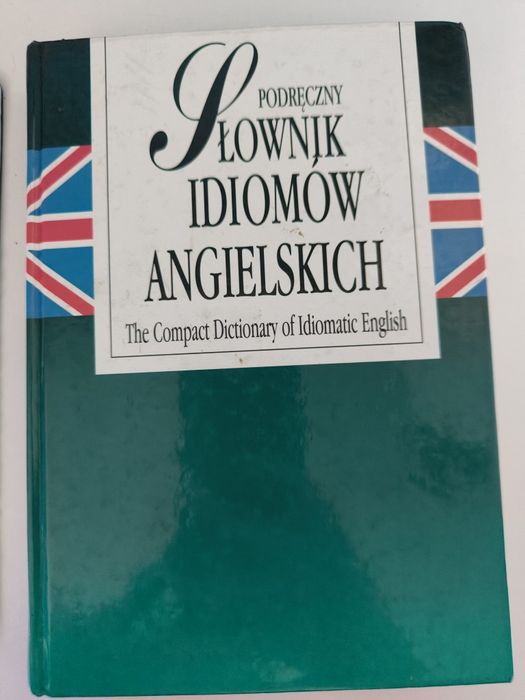 PODRĘCZNY
SŁOWNIK
IDIOMÓW
ANGIELSKICH
The Compact Dictionary of Idiomatic English